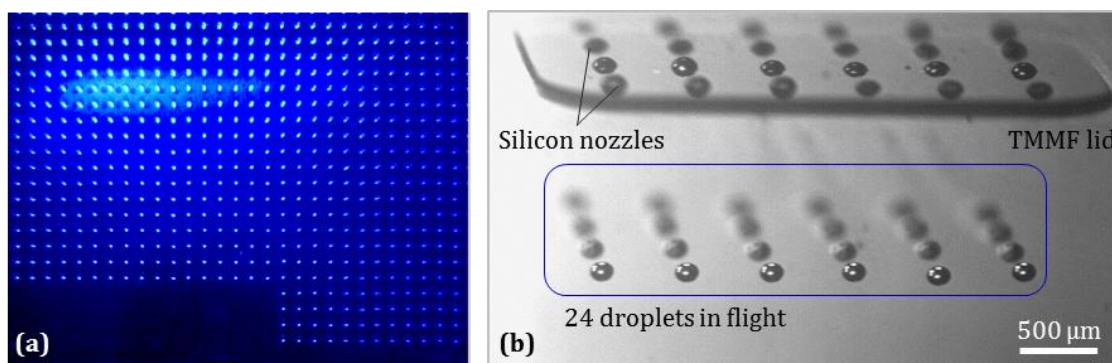 Silicon nozzles
TMMF lid
24 droplets in flight
(a)
(b)
500 μm